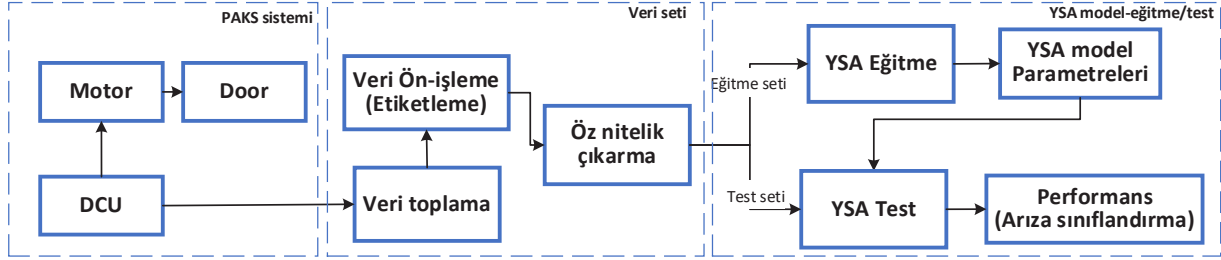 PAKS sistemi
Motor
Door
DCU
Veri seti
Veri Ön-işleme
(Etiketleme)
Veri toplama
Öz nitelik
çıkarma
YSA model-eğitme/test
Eğitme seti
YSA Eğitme
YSA model
Parametreleri
Test seti
YSA Test
Performans
(Arıza sınıflandırma)